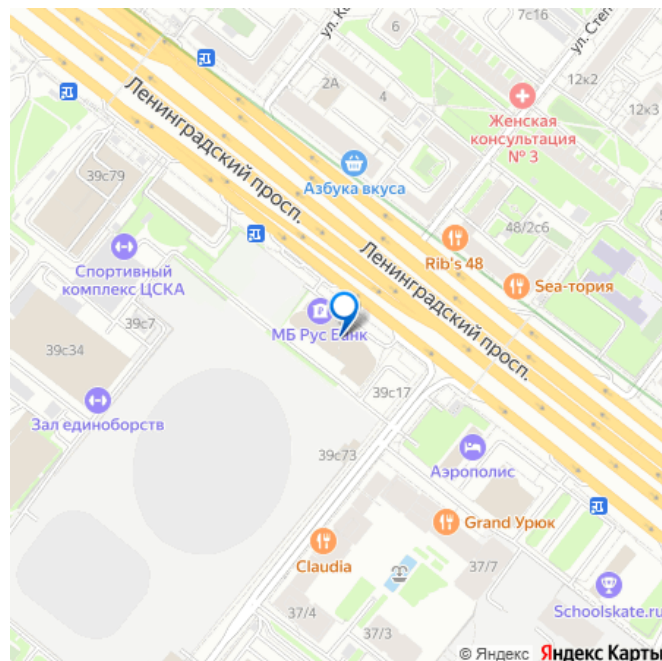 7с16
ул. Ко
6
ул. Степ
2А
4
12к2
12к3
Женская
консультация
№ 3
Ленинградский просп.
Азбука вкуса
39с79
48/2с6
Rib's 48
Sea-тория
Ленинградский просп.
Спортивный
комплекс ЦСКА
39с7
МБ Рус Банк
39с34
39с17
Зал единоборств
39с73
Аэрополис
Grand Урюк
Claudia
37/7
37/4
37/3
Schoolskate.ru
© Яндекс Яндекс Карты